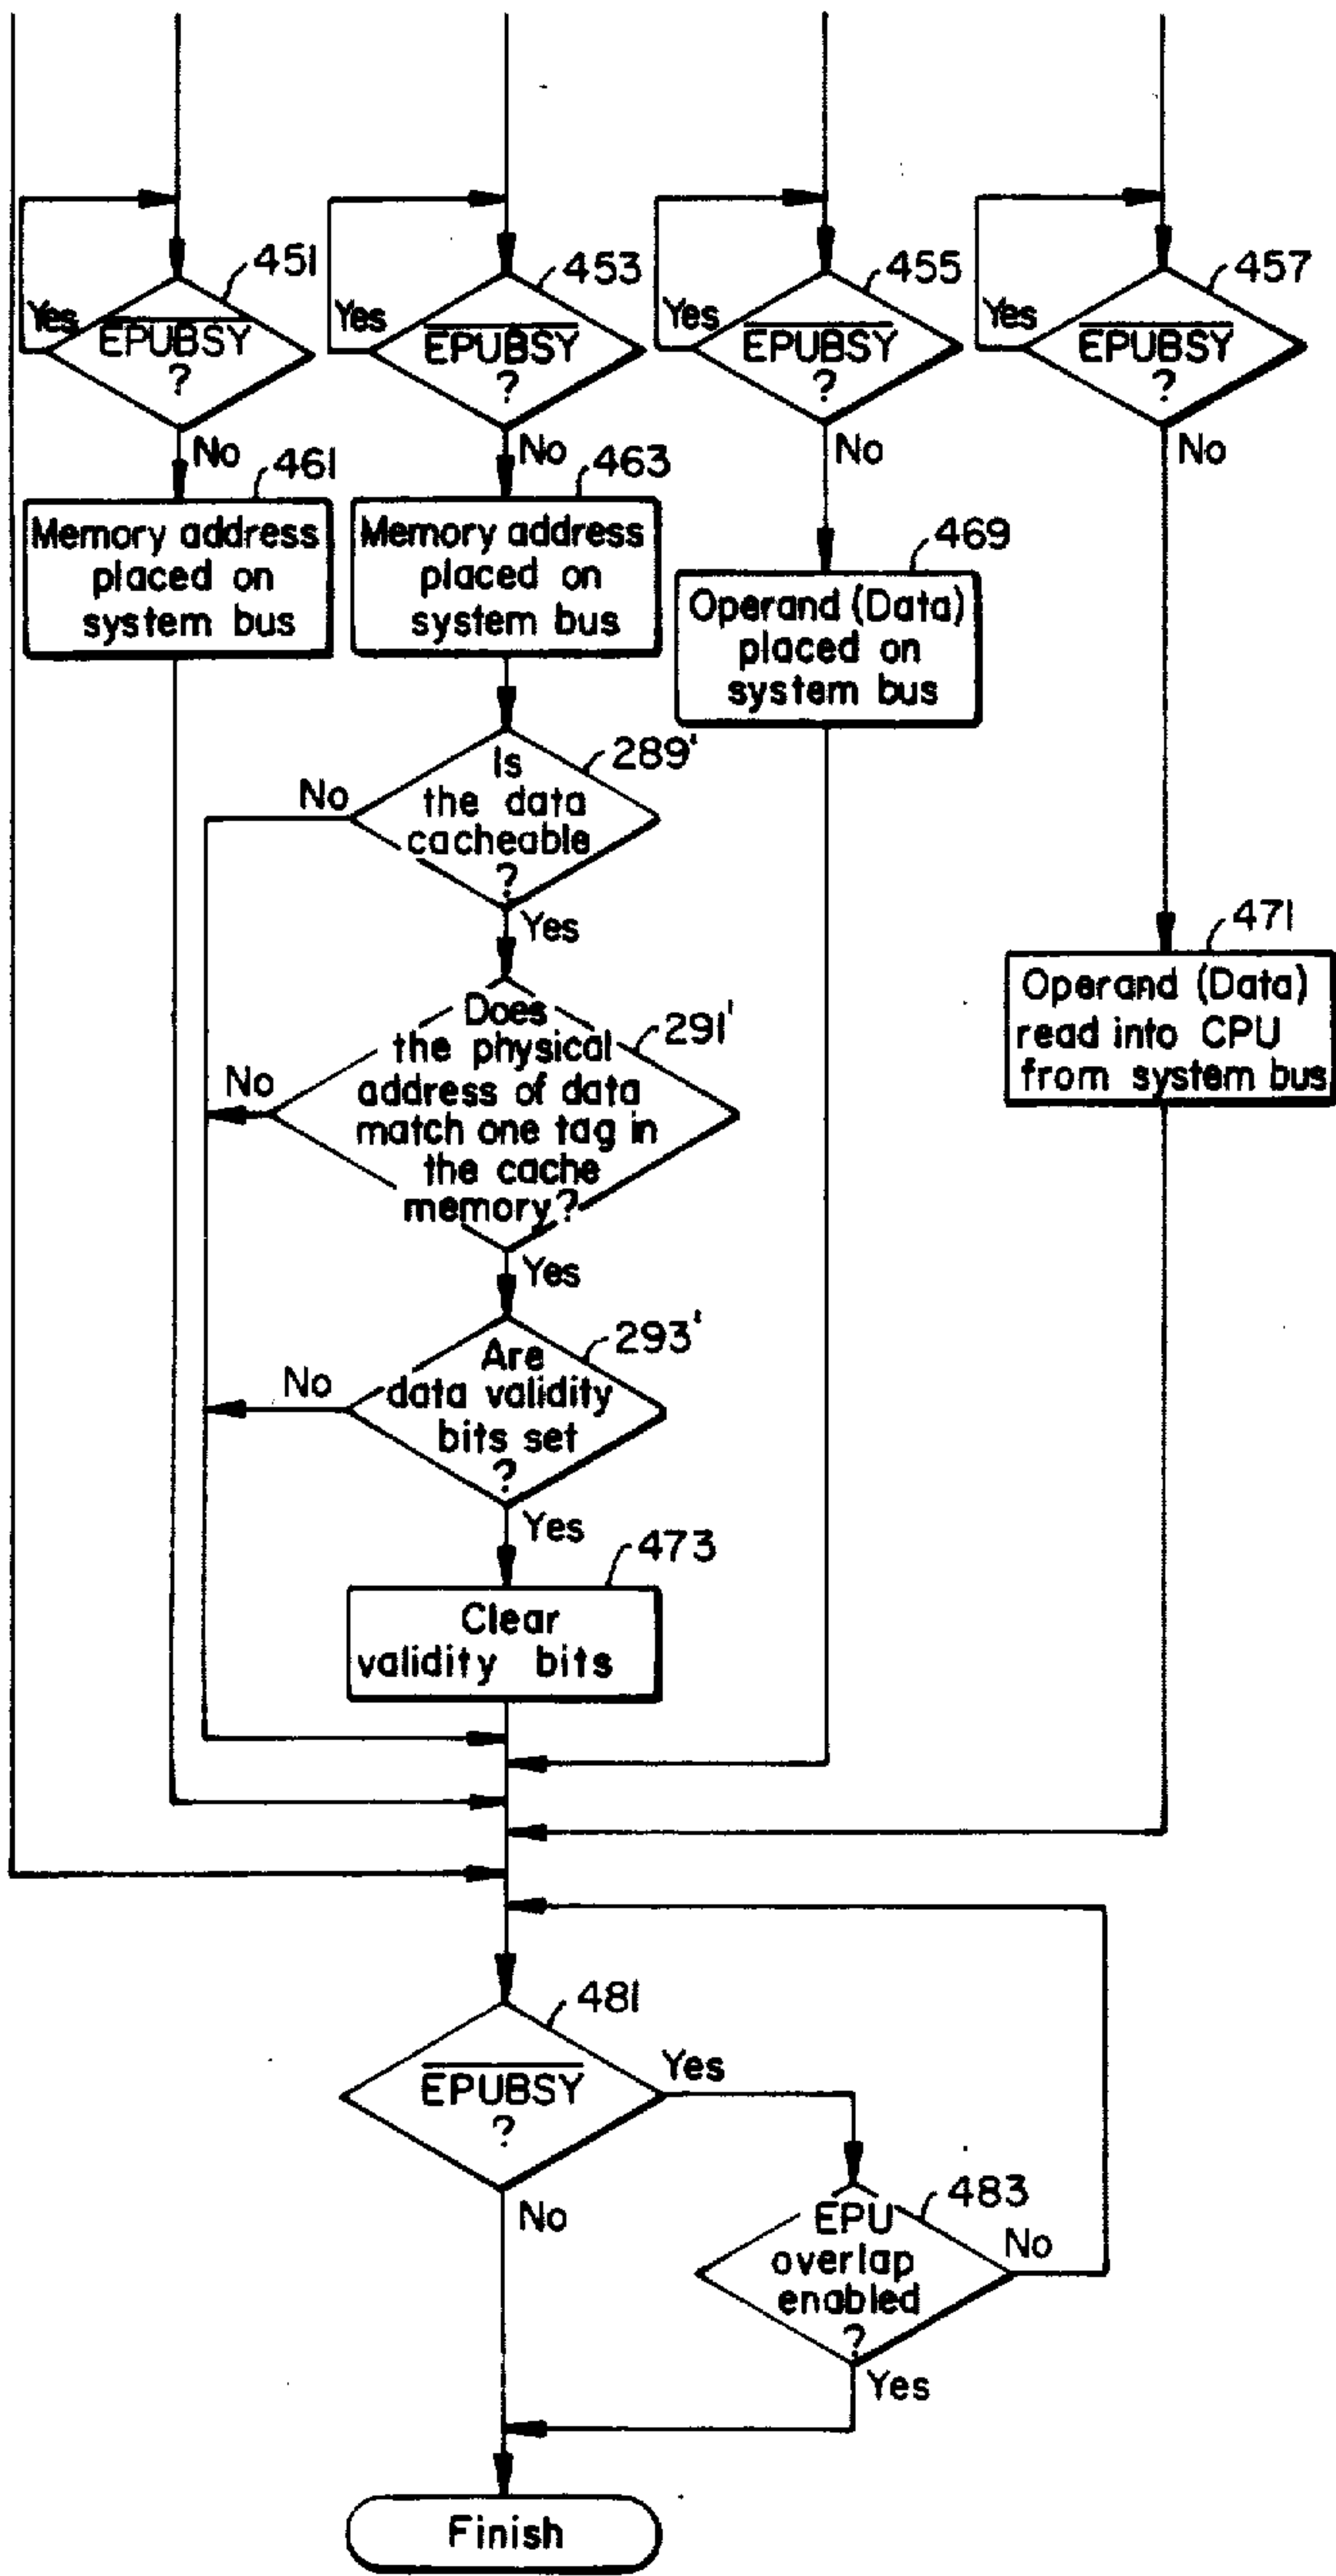 451
Yes
EPUBSY
?
No
453
Yes
EPUBSY
?
No
455
Yes
EPUBSY
?
No
457
Yes
EPUBSY
?
No
461
Memory address
placed on
system bus
463
Memory address
placed on
system bus
469
Operand (Data)
placed on
system bus
289'
Is
the data
cacheable
?
No
Yes
471
Operand (Data)
read into CPU
from system bus
291'
Does
the physical
address of data
match one tag in
the cache
memory?
No
Yes
293'
Are
data validity
bits set
?
No
Yes
473
Clear
validity bits
481
EPUBSY
?
Yes
No
483
EPU
overlap
enabled
?
No
Yes
Finish